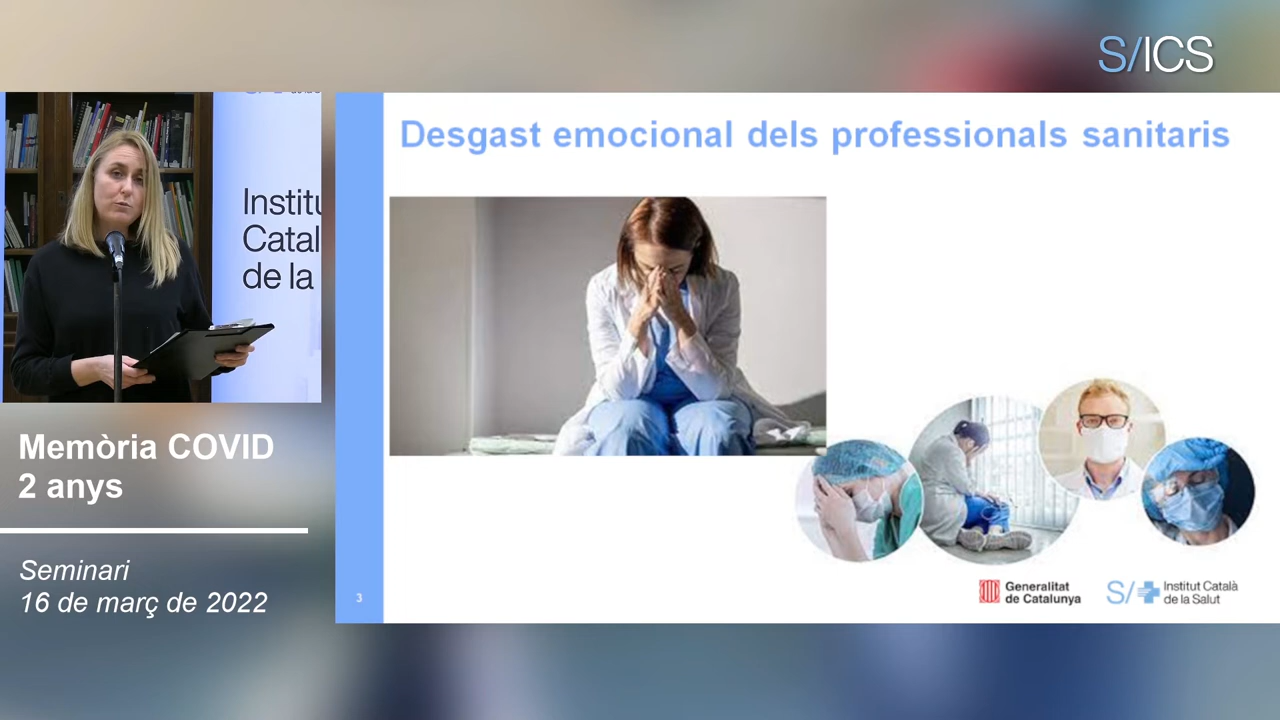 S/ICS
Institu
Catal
de la
Memòria COVID
2 anys
Seminari
16 de març de 2022
Desgast emocional dels professionals sanitaris
3
Generalitat
de Catalunya
S/
Institut Català
de la Salut